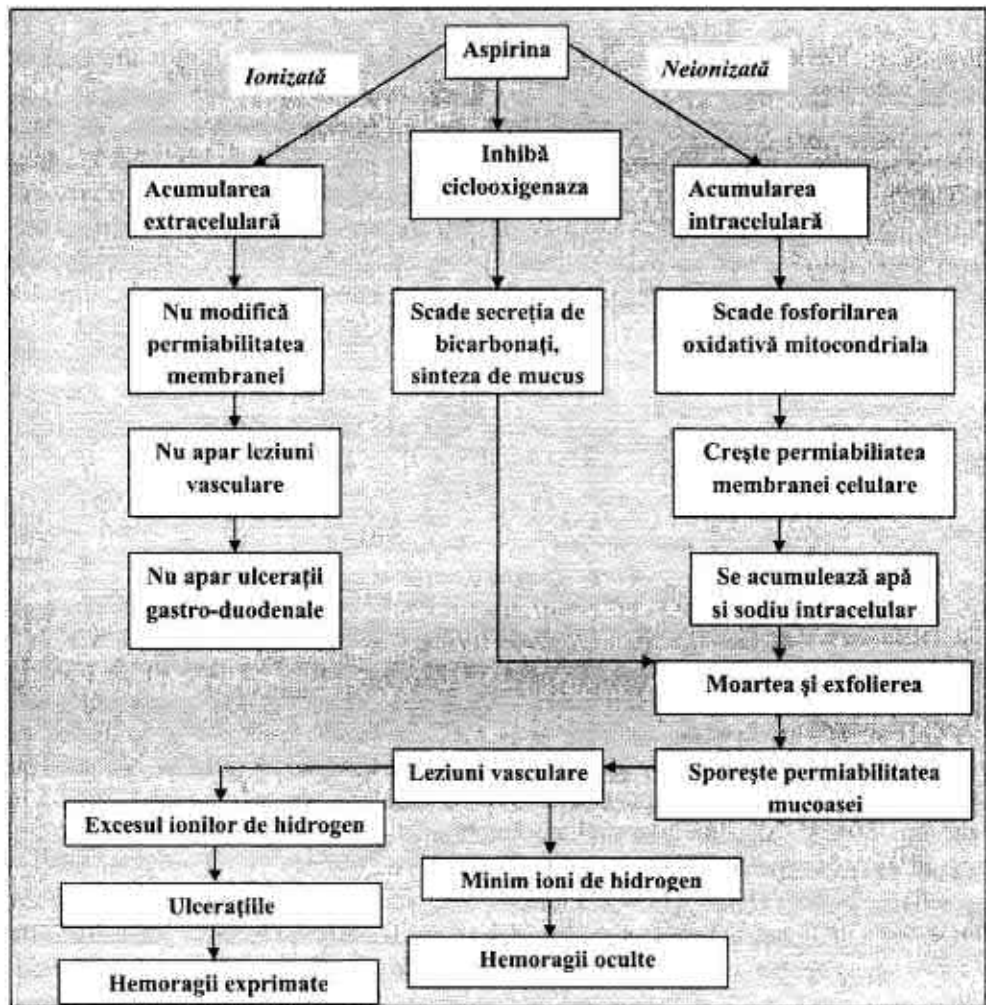 Aspirina
Ionizată
Neionizată
Inhibă
ciclooxigenaza
Acumularea
extracelulară
Acumularea
intracelulară
Nu modifică
permiabilitatea
membranei
Scade secreția de
bicarbonați,
sinteza de mucus
Scade fosforilarea
oxidativă mitocondriala
Nu apar leziuni
vasculare
Crește permiabiliatea
membranei celulare
Nu apar ulcerații
gastro-duodenale
Se acumulează apă
si sodiu intracelular
Moartea și exfolierea
Leziuni vasculare
Sporește permiabilitatea
mucoasei
Excesul ionilor de hidrogen
Minim ioni de hidrogen
Ulcerațiile
Hemoragii oculte
Hemoragii exprimate